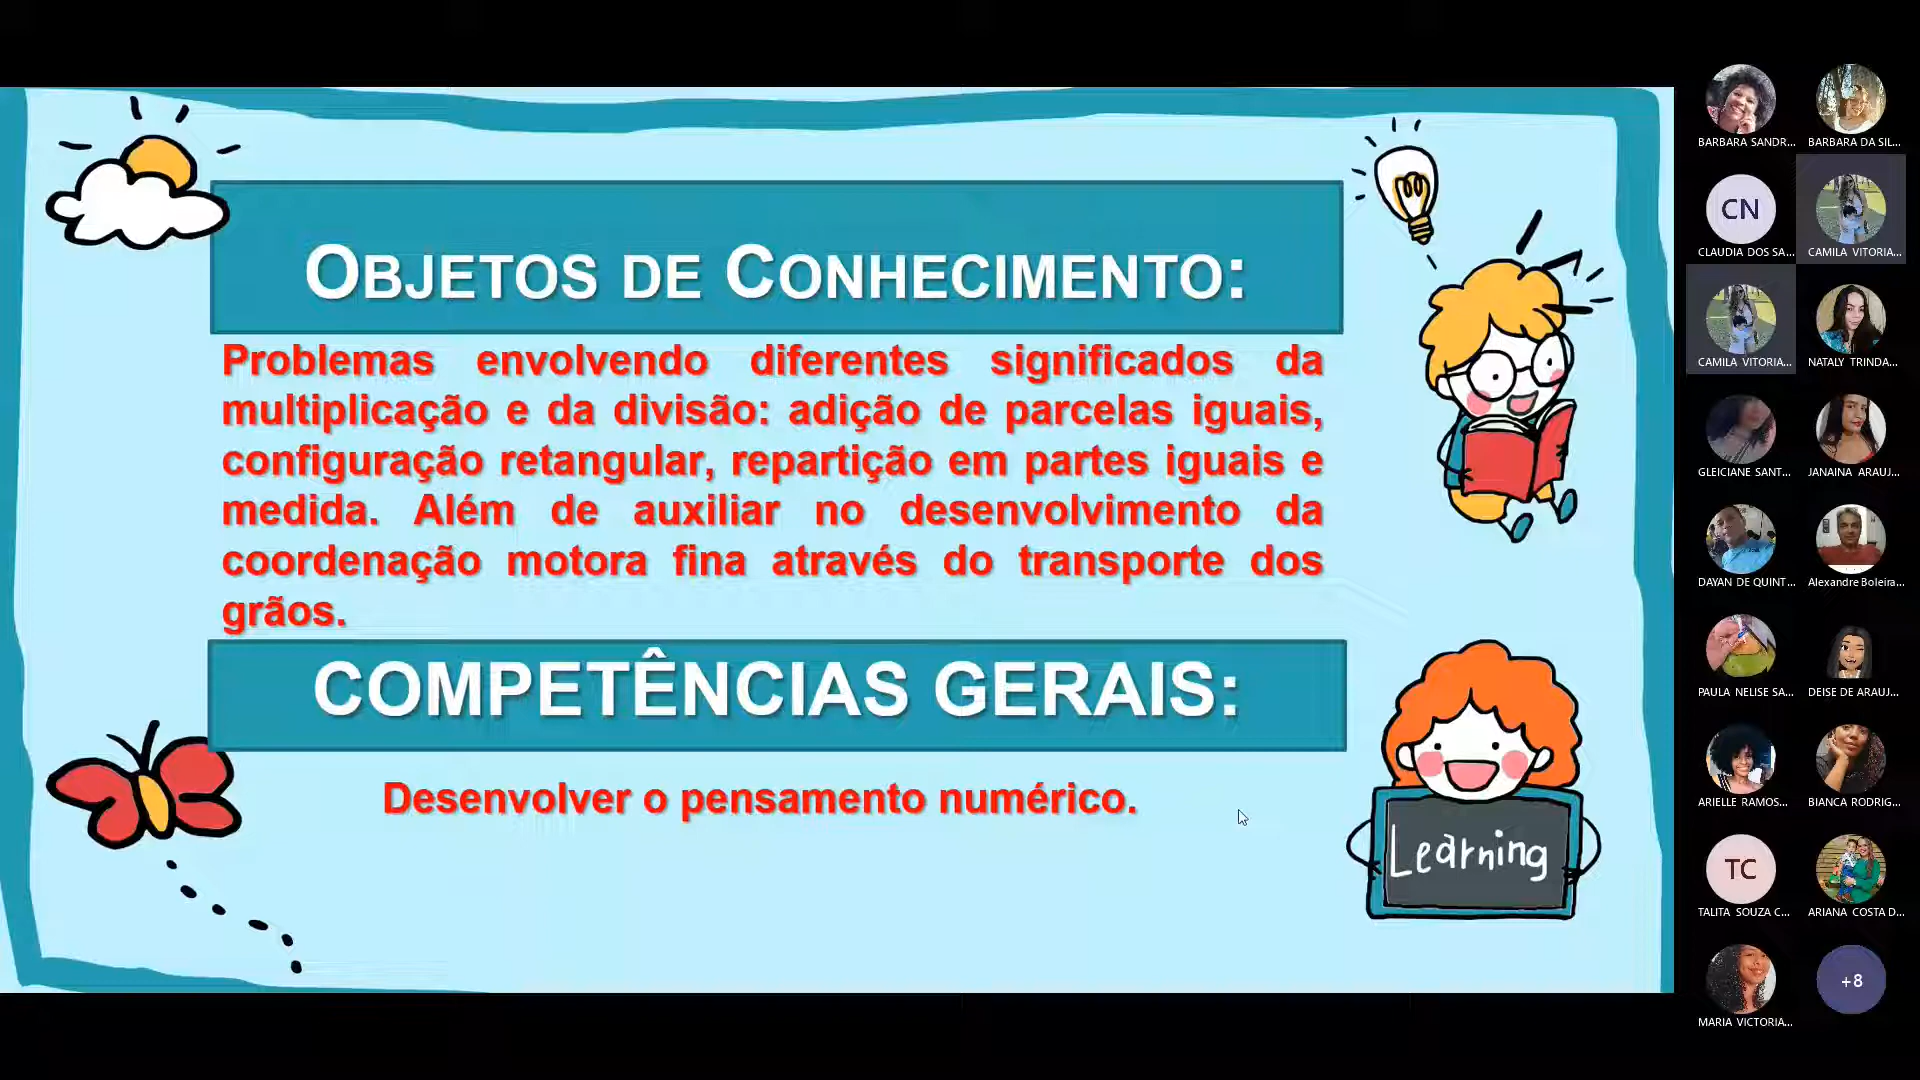 OBJETOS DE CONHECIMENTO:
Problemas envolvendo diferentes significados da
multiplicação e da divisão: adição de parcelas iguais,
configuração retangular, repartição em partes iguais e
medida. Além de auxiliar no desenvolvimento da
coordenação motora fina através do transporte dos
grãos.
COMPETÊNCIAS GERAIS:
Desenvolver o pensamento numérico.
Learning
BARBARA SANDR...
BARBARA DA SIL...
CN
CLAUDIA DOS SA...
CAMILA VITORIA...
CAMILA VITORIA...
NATALY TRINDA...
GLEICIANE SANT...
JANAINA ARAUJ...
DAYAN DE QUINT...
Alexandre Boleira...
PAULA NELISE SA...
DEISE DE ARAUJ...
ARIELLE RAMOS...
BIANCA RODRIG...
TC
TALITA SOUZA C...
ARIANA COSTA D...
MARIA VICTORIA...
+8